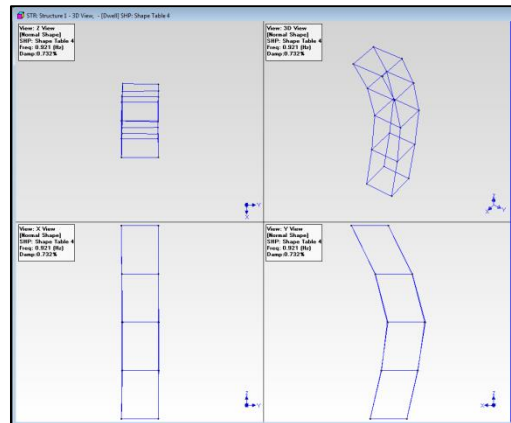 STR: Structure 1 - 3D View, - [Dwell] SHP: Shape Table 4
View: Z View
[Normal Shape]
SHP: Shape Table 4
Freq: 0.921 (Hz)
Damp:0.732%
View: 3D View
[Normal Shape]
SHP: Shape Table 4
Freq: 0.921 (Hz)
Damp:0.732%
Y
X
Z
X
Y
View: X View
[Normal Shape]
SHP: Shape Table 4
Freq: 0.921 (Hz)
Damp:0.732%
View: Y View
[Normal Shape]
SHP: Shape Table 4
Freq: 0.921 (Hz)
Damp:0.732%
Z
Y
Z
X